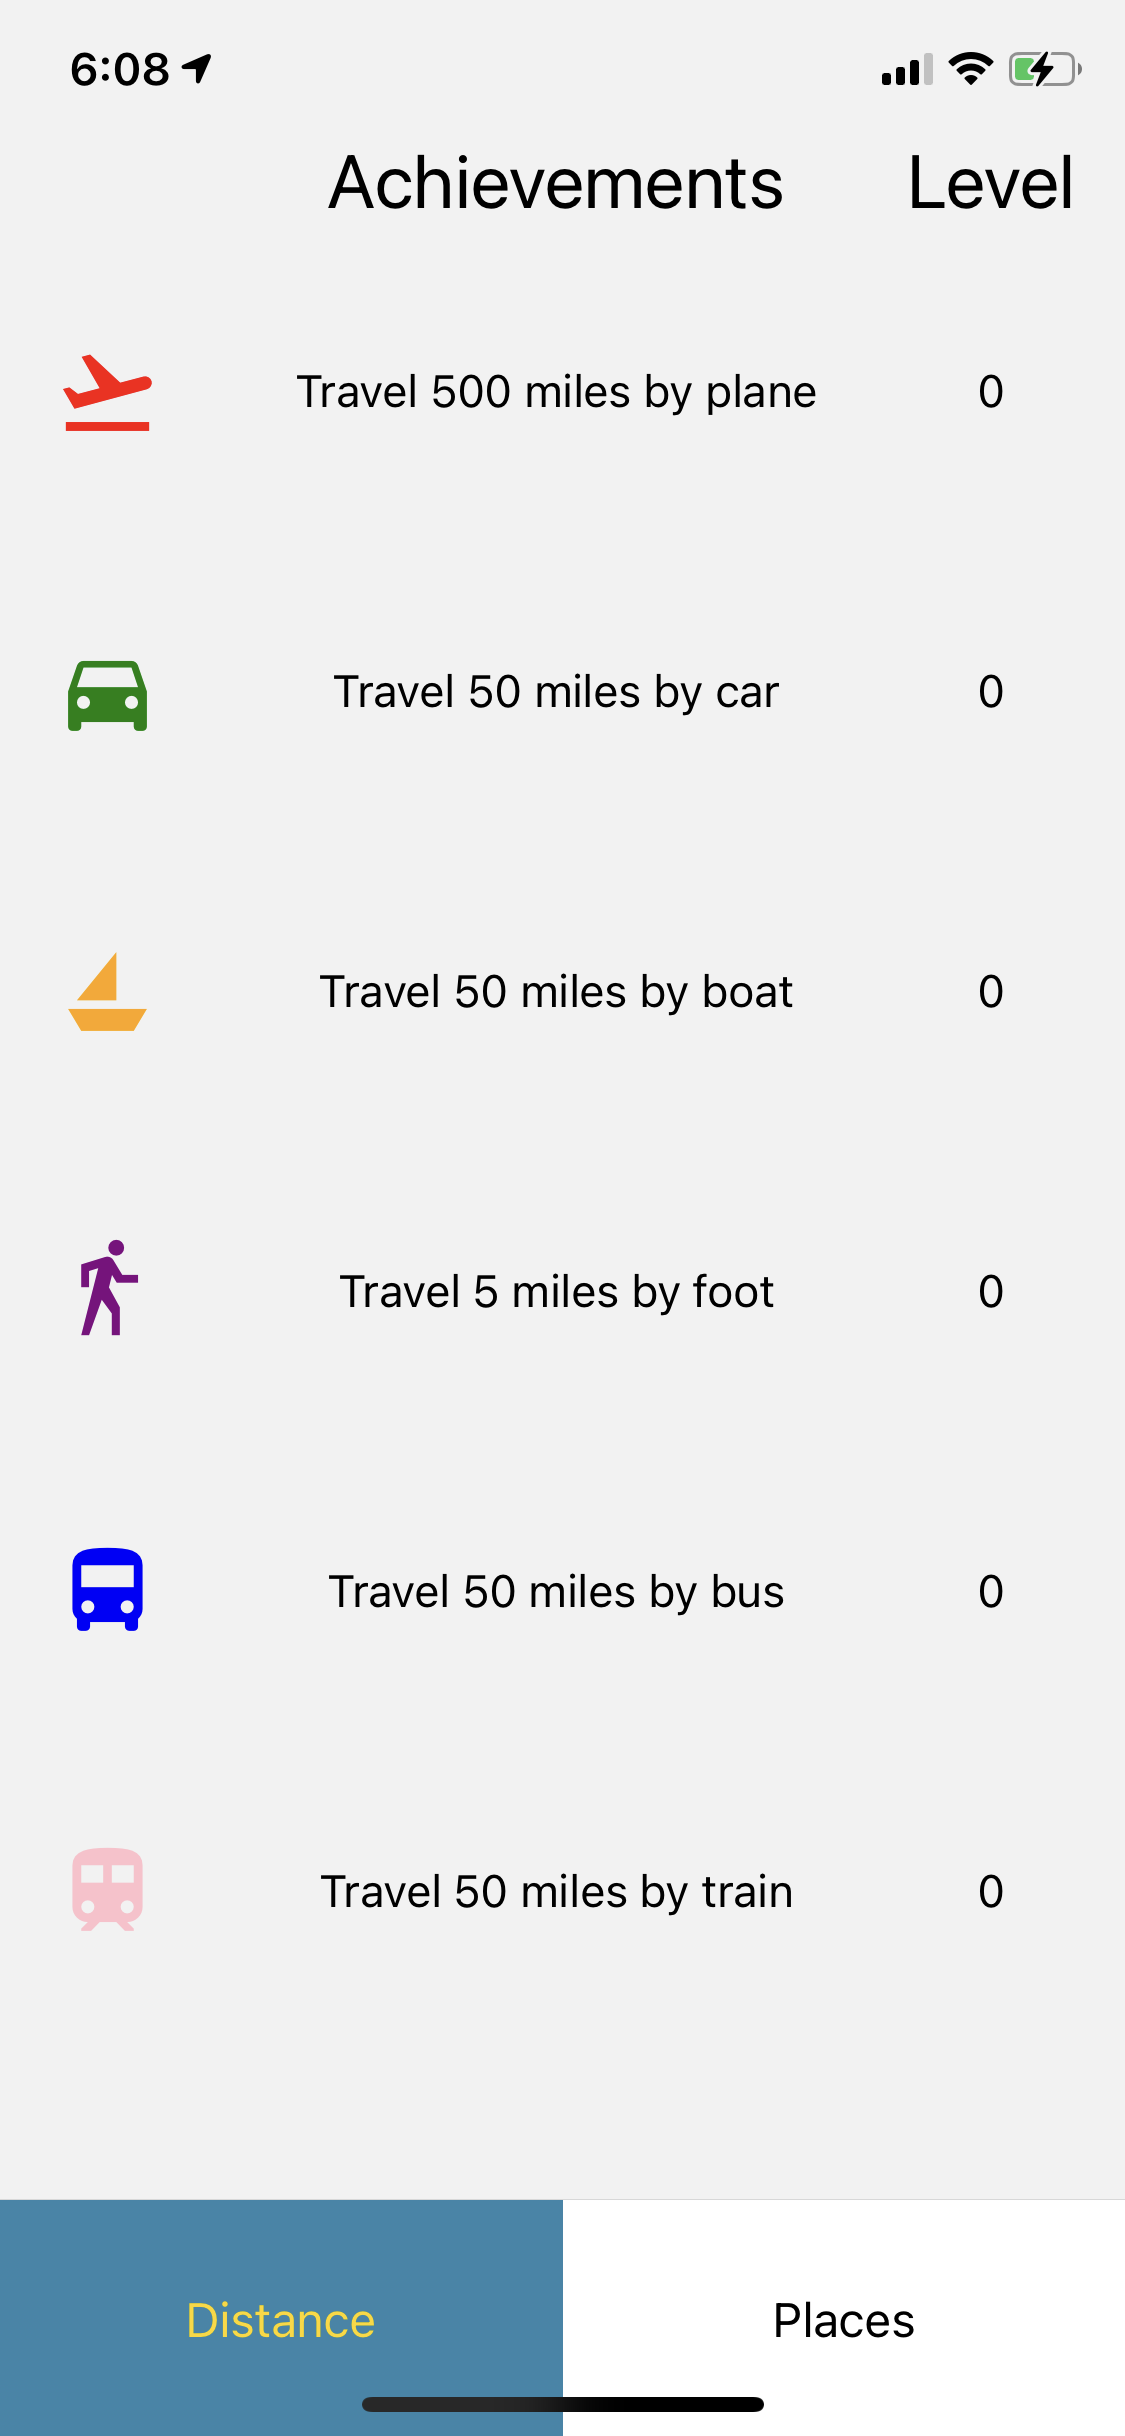 6:08
Achievements Level
Travel 500 miles by plane 0
Travel 50 miles by car 0
Travel 50 miles by boat 0
Travel 5 miles by foot 0
Travel 50 miles by bus 0
Travel 50 miles by train 0
Distance Places